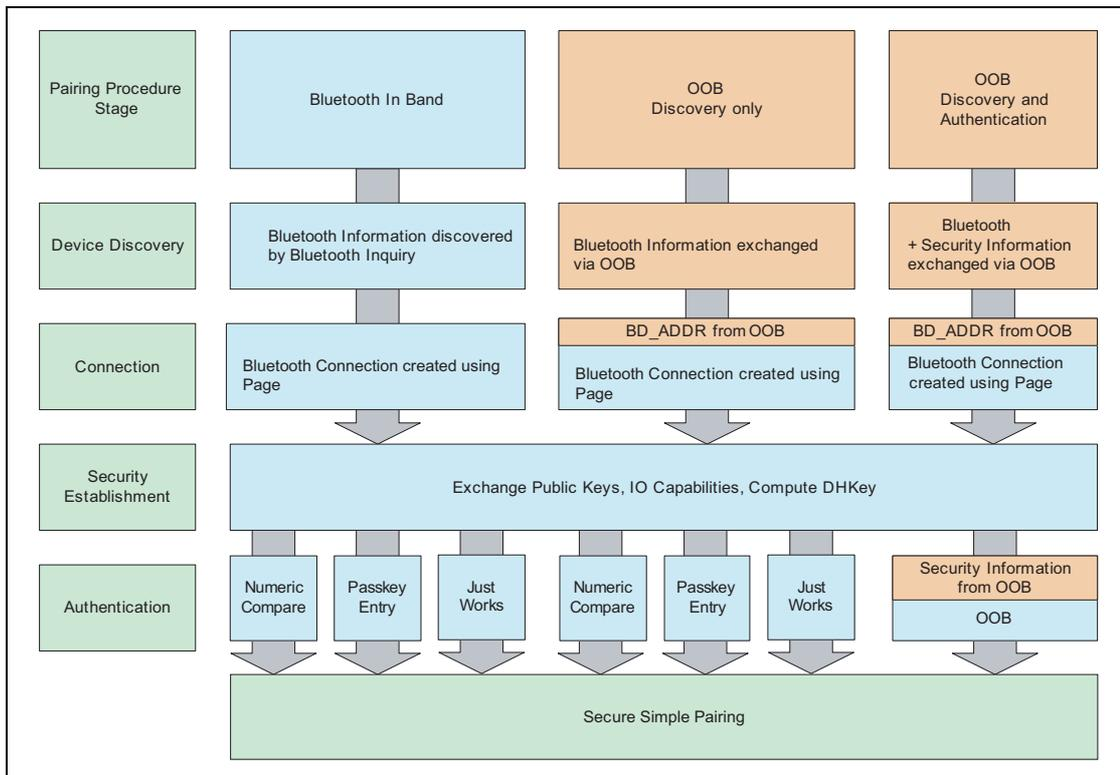 Pairing Procedure
Stage
Bluetooth In Band
OOB
Discovery only
OOB
Discovery and
Authentication
Device Discovery
Bluetooth Information discovered
by Bluetooth Inquiry
Bluetooth Information exchanged
via OOB
Bluetooth
+ Security Information
exchanged via OOB
Connection
Bluetooth Connection created using
Page
BD_ADDR from OOB
Bluetooth Connection created using
Page
BD_ADDR from OOB
Bluetooth Connection
created using Page
Security
Establishment
Exchange Public Keys, IO Capabilities, Compute DHKey
Authentication
Numeric
Compare
Passkey
Entry
Just
Works
Numeric
Compare
Passkey
Entry
Just
Works
Security Information
from OOB
OOB
Secure Simple Pairing